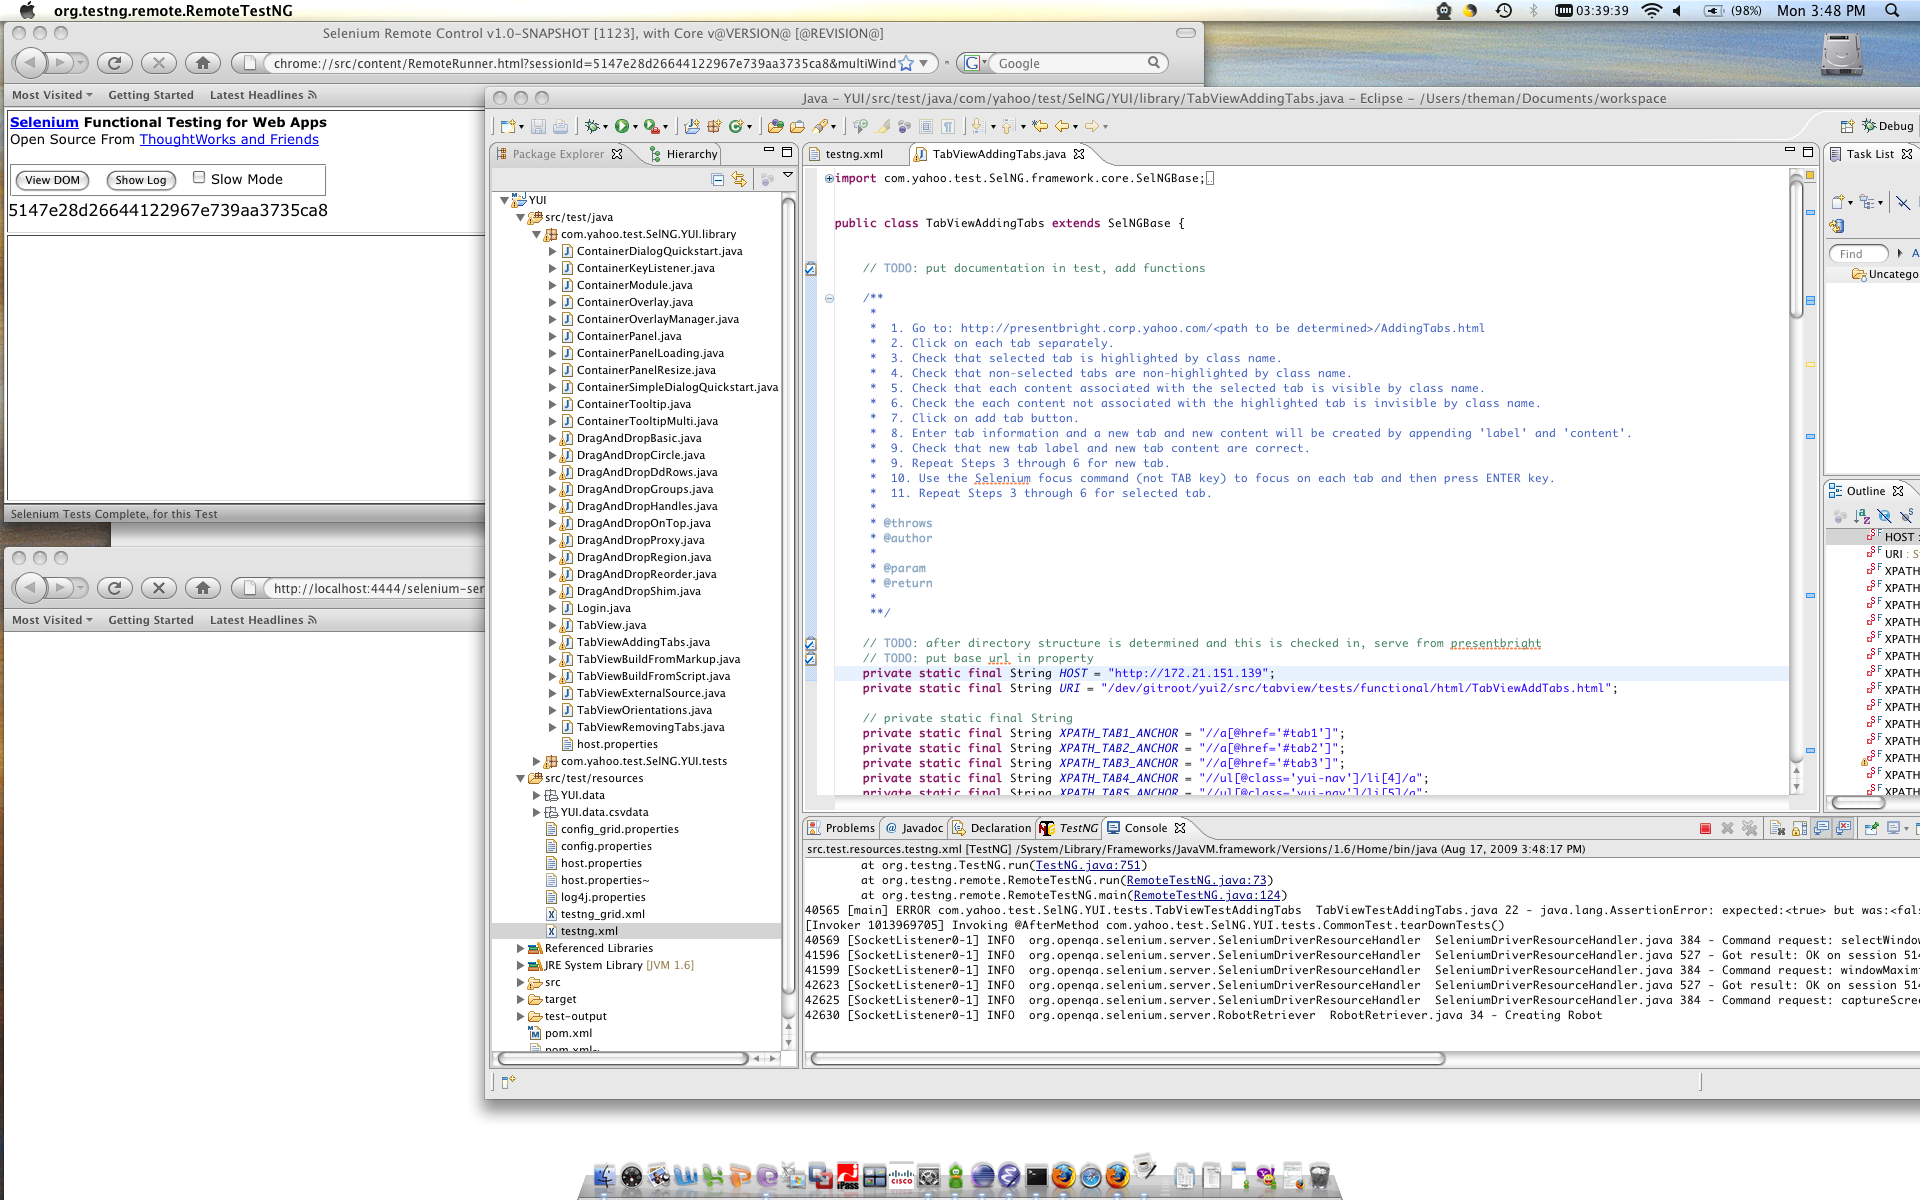 org.testng.remote.RemoteTestNG
03:39:39
(98%)
Mon 3:48 PM
Selenium Remote Control v1.0-SNAPSHOT [1123], with Core v@VERSION@ [@REVISION@]
chrome://src/content/RemoteRunner.html?sessionId=5147e28d26644122967e739aa3735ca8&multiWind
Google
Most Visited
Getting Started
Latest Headlines
Selenium Functional Testing for Web Apps
Open Source From ThoughtWorks and Friends
View DOM
Show Log
Slow Mode
5147e28d26644122967e739aa3735ca8
Selenium Tests Complete, for this Test
http://localhost:4444/selenium-ser
Most Visited
Getting Started
Latest Headlines
Java - YUI/src/test/java/com/yahoo/test/SelNG/YUI/library/TabViewAddingTabs.java - Eclipse - /Users/theman/Documents/workspace
Debug
Package Explorer
Hierarchy
YUI
src/test/java
com.yahoo.test.SelNG.YUI.library
ContainerDialogQuickstart.java
ContainerKeyListener.java
ContainerModule.java
ContainerOverlay.java
ContainerOverlayManager.java
ContainerPanel.java
ContainerPanelLoading.java
ContainerPanelResize.java
ContainerSimpleDialogQuickstart.java
ContainerTooltip.java
ContainerTooltipMulti.java
DragAndDropBasic.java
DragAndDropCircle.java
DragAndDropDdRows.java
DragAndDropGroups.java
DragAndDropHandles.java
DragAndDropOnTop.java
DragAndDropProxy.java
DragAndDropRegion.java
DragAndDropReorder.java
DragAndDropShim.java
Login.java
TabView.java
TabViewAddingTabs.java
TabViewBuildFromMarkup.java
TabViewBuildFromScript.java
TabViewExternalSource.java
TabViewOrientations.java
TabViewRemovingTabs.java
host.properties
com.yahoo.test.SelNG.YUI.tests
src/test/resources
YUI.data
YUI.data.csvdata
config_grid.properties
config.properties
host.properties
host.properties~
log4j.properties
testng_grid.xml
testng.xml
Referenced Libraries
JRE System Library [JVM 1.6]
src
target
test-output
pom.xml
pom.xml~
testng.xml
TabViewAddingTabs.java
import com.yahoo.test.SelNG.framework.core.SelNGBase;
public class TabViewAddingTabs extends SelNGBase {
// TODO: put documentation in test, add functions
/**
*
* 1. Go to: http://presentbright.corp.yahoo.com/<path to be determined>/AddingTabs.html
* 2. Click on each tab separately.
* 3. Check that selected tab is highlighted by class name.
* 4. Check that non-selected tabs are non-highlighted by class name.
* 5. Check that each content associated with the selected tab is visible by class name.
* 6. Check the each content not associated with the highlighted tab is invisible by class name.
* 7. Click on add tab button.
* 8. Enter tab information and a new tab and new content will be created by appending 'label' and 'content'.
* 9. Check that new tab label and new tab content are correct.
* 9. Repeat Steps 3 through 6 for new tab.
* 10. Use the Selenium focus command (not TAB key) to focus on each tab and then press ENTER key.
* 11. Repeat Steps 3 through 6 for selected tab.
*
* @throws
* @author
*
* @param
* @return
*
**/
// TODO: after directory structure is determined and this is checked in, serve from presentbright
// TODO: put base url in property
private static final String HOST = "http://172.21.151.139";
private static final String URI = "/dev/gitroot/yui2/src/tabview/tests/functional/html/TabViewAddTabs.html";
// private static final String
private static final String XPATH_TAB1_ANCHOR = "//a[@href='#tab1']";
private static final String XPATH_TAB2_ANCHOR = "//a[@href='#tab2']";
private static final String XPATH_TAB3_ANCHOR = "//a[@href='#tab3']";
private static final String XPATH_TAB4_ANCHOR = "//ul[@class='yui-nav']/li[4]/a";
private static final String XPATH_TAB5_ANCHOR = "//ul[@class='yui-nav']/li[5]/a";
Task List
Find
A
Uncatego
Outline
HOST :
URI : S
XPATH
XPATH
XPATH
XPATH
XPATH
XPATH
XPATH
XPATH
XPATH
XPATH
XPATH
XPATH
XPATH
XPATH
Problems
Javadoc
Declaration
TestNG
Console
src.test.resources.testng.xml [TestNG] /System/Library/Frameworks/JavaVM.framework/Versions/1.6/Home/bin/java (Aug 17, 2009 3:48:17 PM)
at org.testng.TestNG.run(TestNG.java:751)
at org.testng.remote.RemoteTestNG.run(RemoteTestNG.java:73)
at org.testng.remote.RemoteTestNG.main(RemoteTestNG.java:124)
40565 [main] ERROR com.yahoo.test.SelNG.YUI.tests.TabViewTestAddingTabs TabViewTestAddingTabs.java 22 - java.lang.AssertionError: expected:<true> but was:<fals
[Invoker 1013969705] Invoking @AfterMethod com.yahoo.test.SelNG.YUI.tests.CommonTest.tearDownTests()
40569 [SocketListener0-1] INFO org.openqa.selenium.server.SeleniumDriverResourceHandler SeleniumDriverResourceHandler.java 384 - Command request: selectWindow
41596 [SocketListener0-1] INFO org.openqa.selenium.server.SeleniumDriverResourceHandler SeleniumDriverResourceHandler.java 527 - Got result: OK on session 514
41599 [SocketListener0-1] INFO org.openqa.selenium.server.SeleniumDriverResourceHandler SeleniumDriverResourceHandler.java 384 - Command request: windowMaxim
42623 [SocketListener0-1] INFO org.openqa.selenium.server.SeleniumDriverResourceHandler SeleniumDriverResourceHandler.java 527 - Got result: OK on session 514
42625 [SocketListener0-1] INFO org.openqa.selenium.server.SeleniumDriverResourceHandler SeleniumDriverResourceHandler.java 384 - Command request: captureScree
42630 [SocketListener0-1] INFO org.openqa.selenium.server.RobotRetriever RobotRetriever.java 34 - Creating Robot
iPass
CISCO